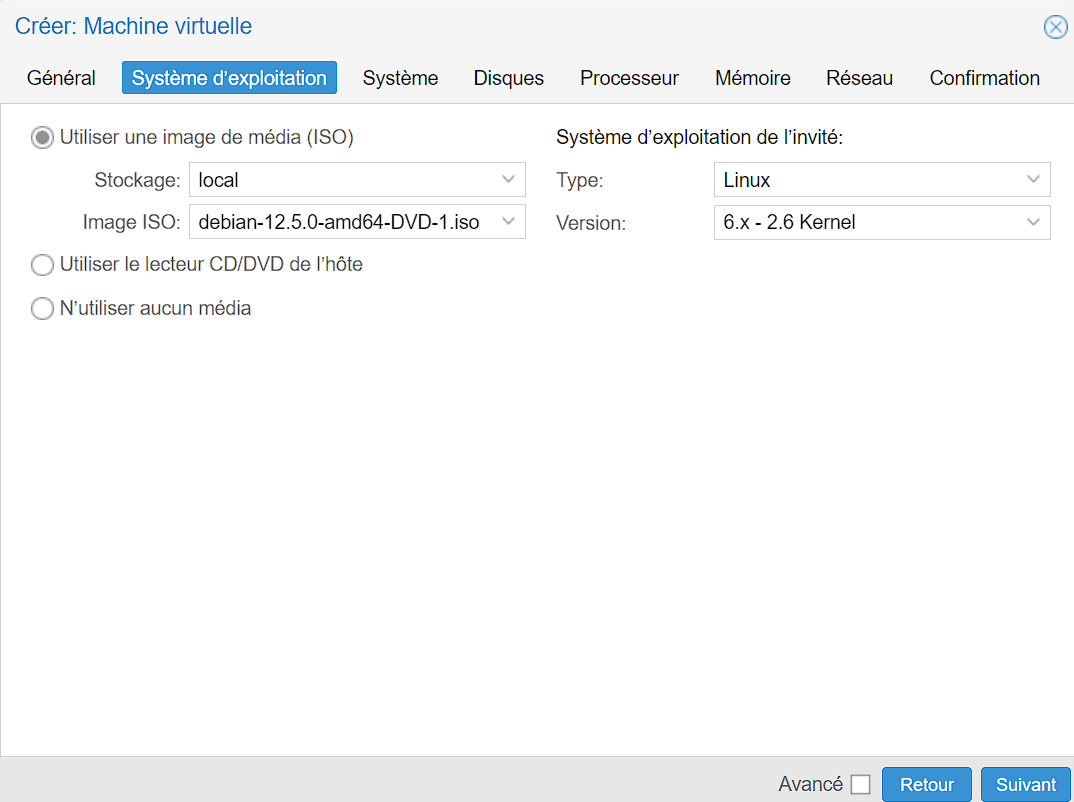 Créer: Machine virtuelle
Général Système d’exploitation Système Disques Processeur Mémoire Réseau Confirmation
Utiliser une image de média (ISO)
Stockage: local
Image ISO: debian-12.5.0-amd64-DVD-1.iso
Utiliser le lecteur CD/DVD de l’hôte
N’utiliser aucun média
Système d’exploitation de l’invité:
Type: Linux
Version: 6.x - 2.6 Kernel
Avancé Retour Suivant